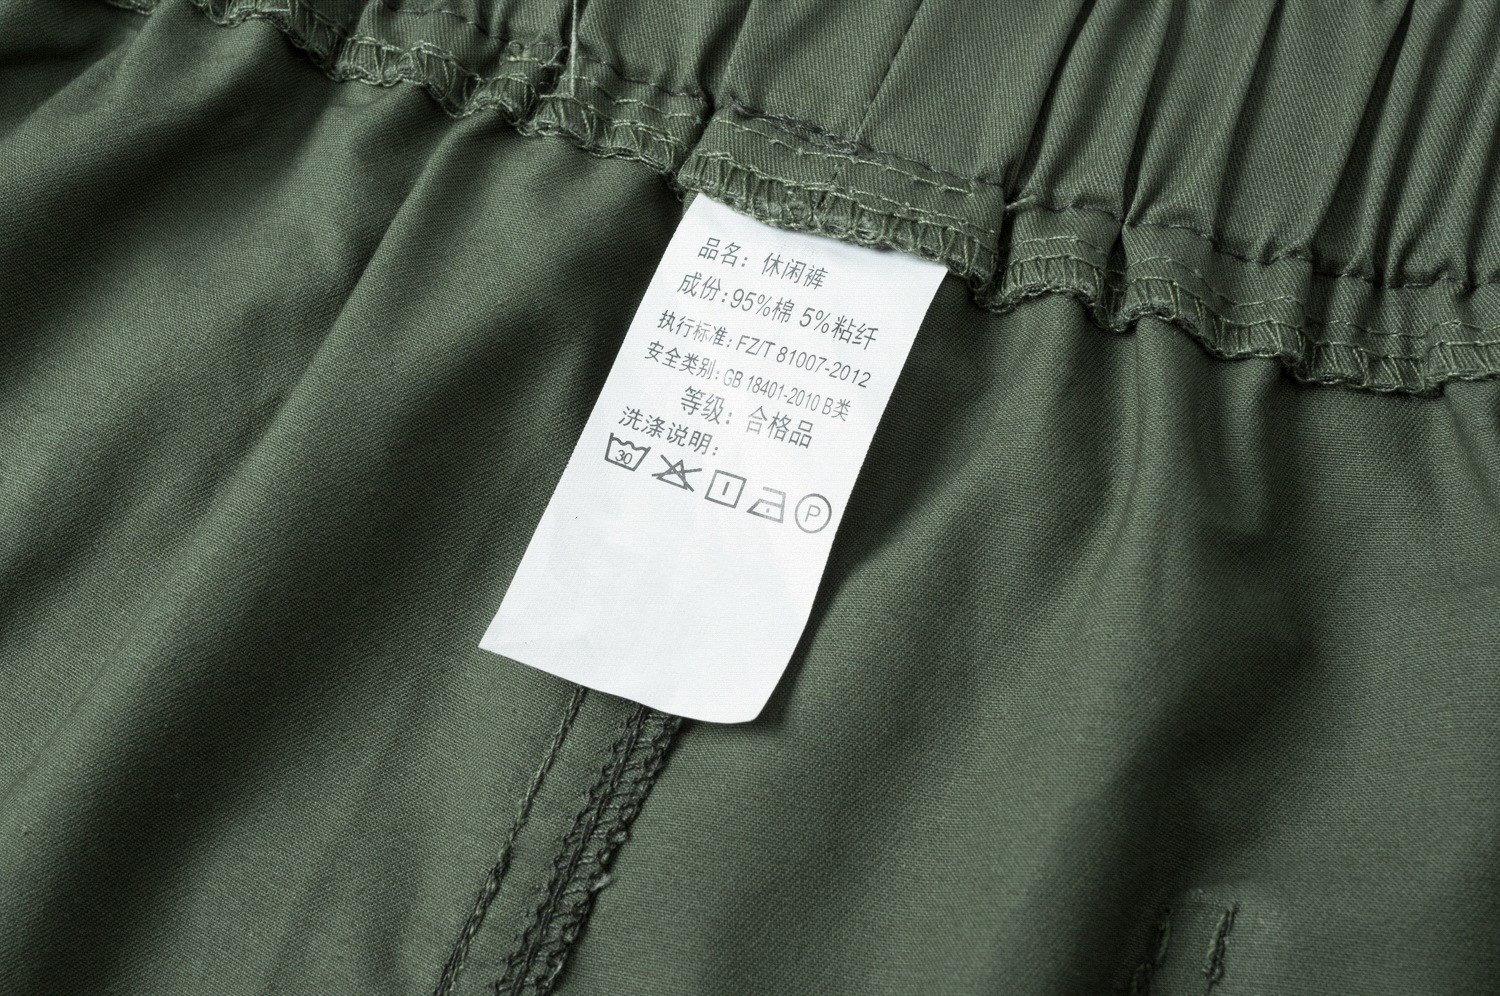 品名: 休闲裤
成份:95%棉 5%粘纤
执行标准: FZ/T 81007-2012
安全类别: GB 18401-2010 B类
等级: 合格品
洗涤说明:
30 P